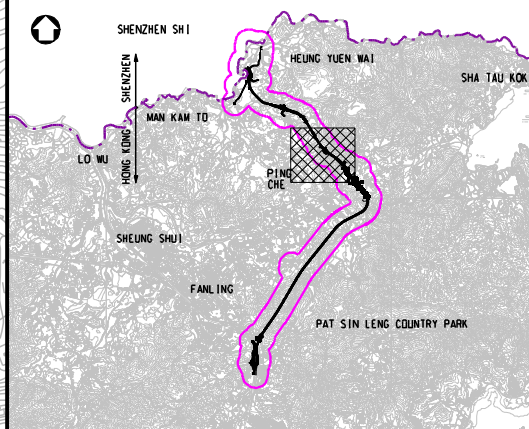 SHENZHEN SHI
HEUNG YUEN WAI
SHA TAU KOK
SHENZHEN
MAN KAM TO
HONG KONG
LO WU
PING
CHE
SHEUNG SHUI
FANLING
PAT SIN LENG COUNTRY PARK